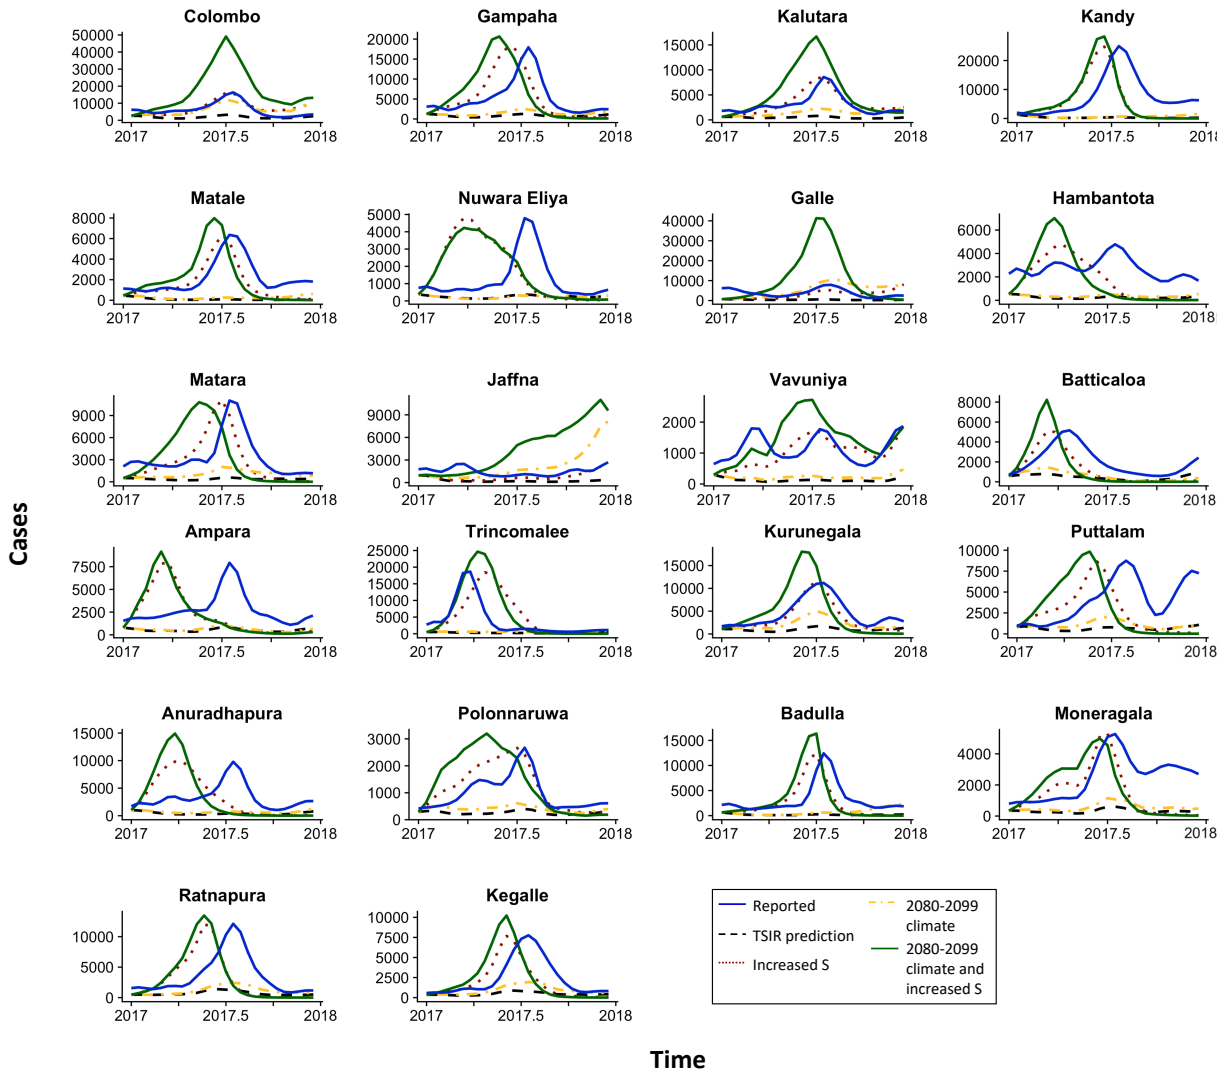 Colombo Gampaha Kalutara Kandy
50000
40000
30000
20000
10000
0
2017 2017.5 2018
20000
15000
10000
5000
0
2017 2017.5 2018
15000
10000
5000
0
2017 2017.5 2018
20000
10000
0
2017 2017.5 2018
Matale Nuwara Eliya Galle Hambantota
8000
6000
4000
2000
0
2017 2017.5 2018
5000
4000
3000
2000
1000
0
2017 2017.5 2018
40000
30000
20000
10000
0
2017 2017.5 2018
6000
4000
2000
0
2017 2017.5 2018
Matara Jaffna Vavuniya Batticaloa
9000
6000
3000
0
2017 2017.5 2018
9000
6000
3000
0
2017 2017.5 2018
2000
1000
0
2017 2017.5 2018
8000
6000
4000
2000
0
2017 2017.5 2018
Cases
Ampara Trincomalee Kurunegala Puttalam
7500
5000
2500
0
2017 2017.5 2018
25000
20000
15000
10000
5000
0
2017 2017.5 2018
15000
10000
5000
0
2017 2017.5 2018
10000
7500
5000
2500
0
2017 2017.5 2018
Anuradhapura Polonnaruwa Badulla Moneragala
15000
10000
5000
0
2017 2017.5 2018
3000
2000
1000
0
2017 2017.5 2018
15000
10000
5000
0
2017 2017.5 2018
4000
2000
0
2017 2017.5 2018
Ratnapura Kegalle
10000
5000
0
2017 2017.5 2018
10000
7500
5000
2500
0
2017 2017.5 2018
Reported
TSIR prediction
Increased S
2080-2099
climate
2080-2099
climate and
increased S
Time